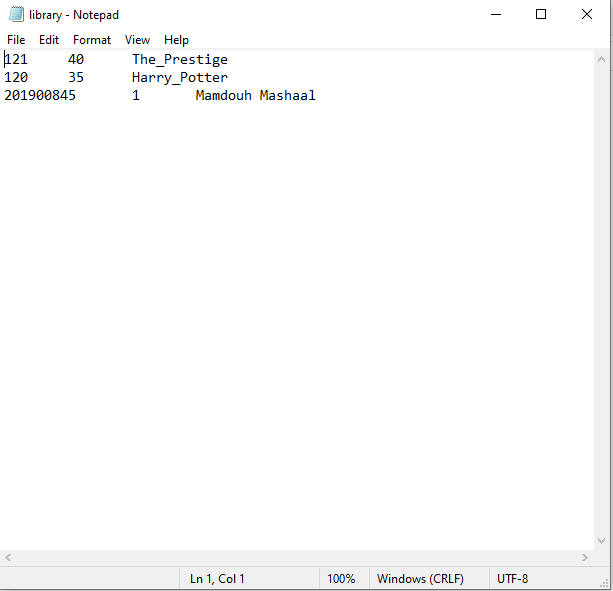 library - Notepad
File Edit Format View Help
121 40 The_Prestige
120 35 Harry_Potter
201900845 1 Mamdouh Mashaal
Ln 1, Col 1 100% Windows (CRLF) UTF-8